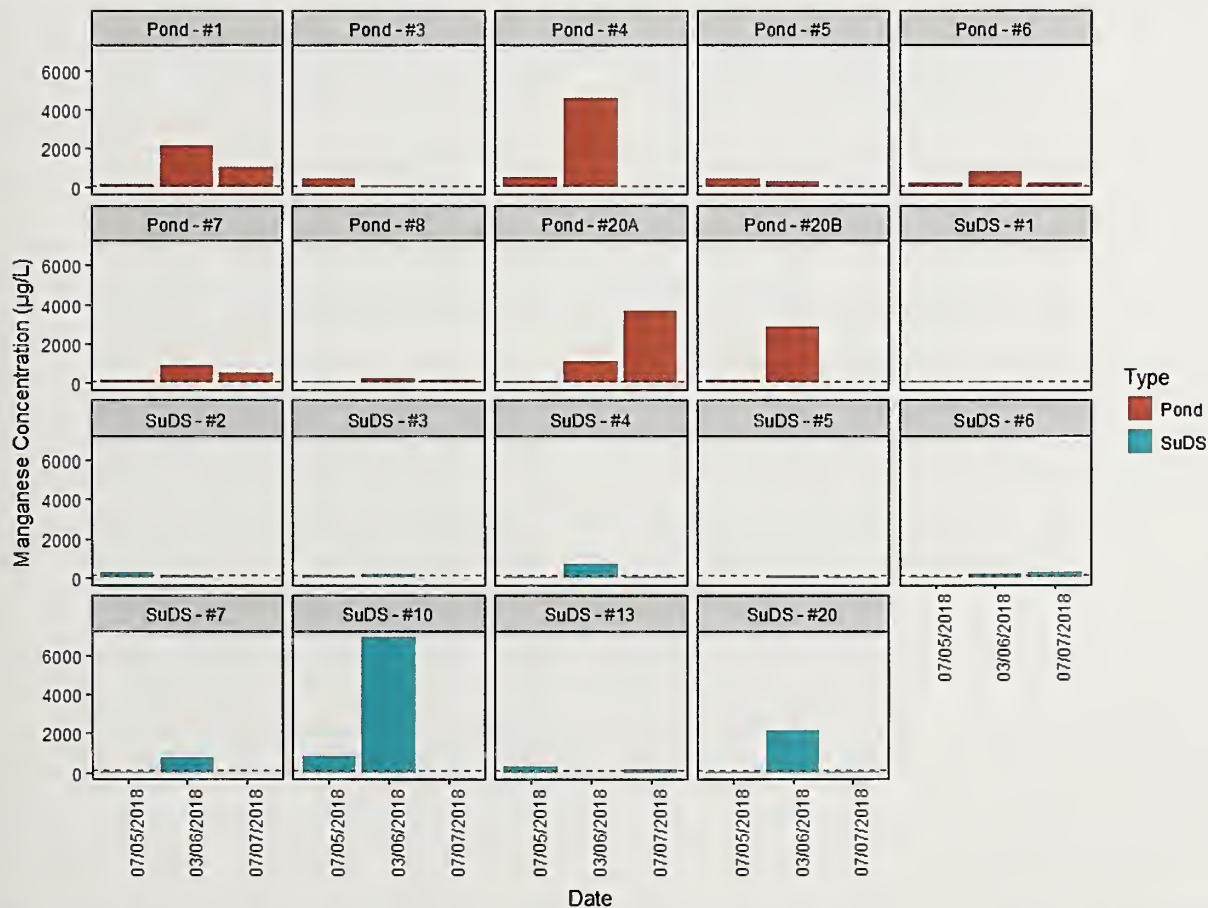 Pond - #1 Pond - #3 Pond - #4 Pond - #5 Pond - #6
6000
4000
2000
0
Pond - #7 Pond - #8 Pond - #20A Pond - #20B SuDS - #1
6000
4000
2000
0
SuDS - #2 SuDS - #3 SuDS - #4 SuDS - #5 SuDS - #6
6000
4000
2000
0
SuDS - #7 SuDS - #10 SuDS - #13 SuDS - #20
6000
4000
2000
0
Manganese Concentration (µg/L)
07/05/2018 03/06/2018 07/07/2018 07/05/2018 03/06/2018 07/07/2018 07/05/2018 03/06/2018 07/07/2018 07/05/2018 03/06/2018 07/07/2018
07/05/2018 03/06/2018 07/07/2018
Date
Type
Pond
SuDS